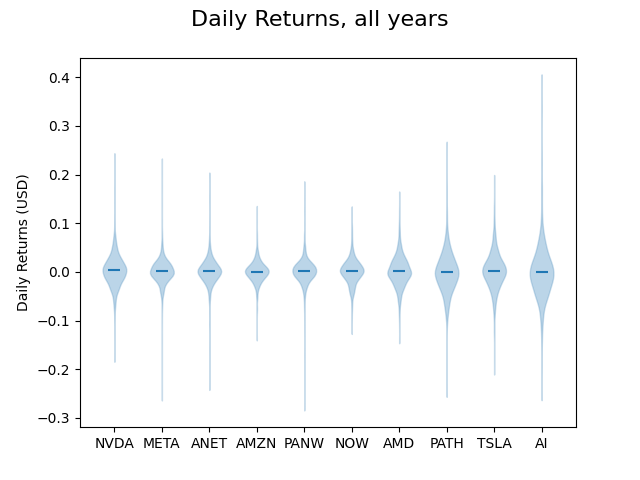 Daily Returns, all years
Daily Returns (USD)
0.4
0.3
0.2
0.1
0.0
−0.1
−0.2
−0.3
NVDA META ANET AMZN PANW NOW AMD PATH TSLA AI